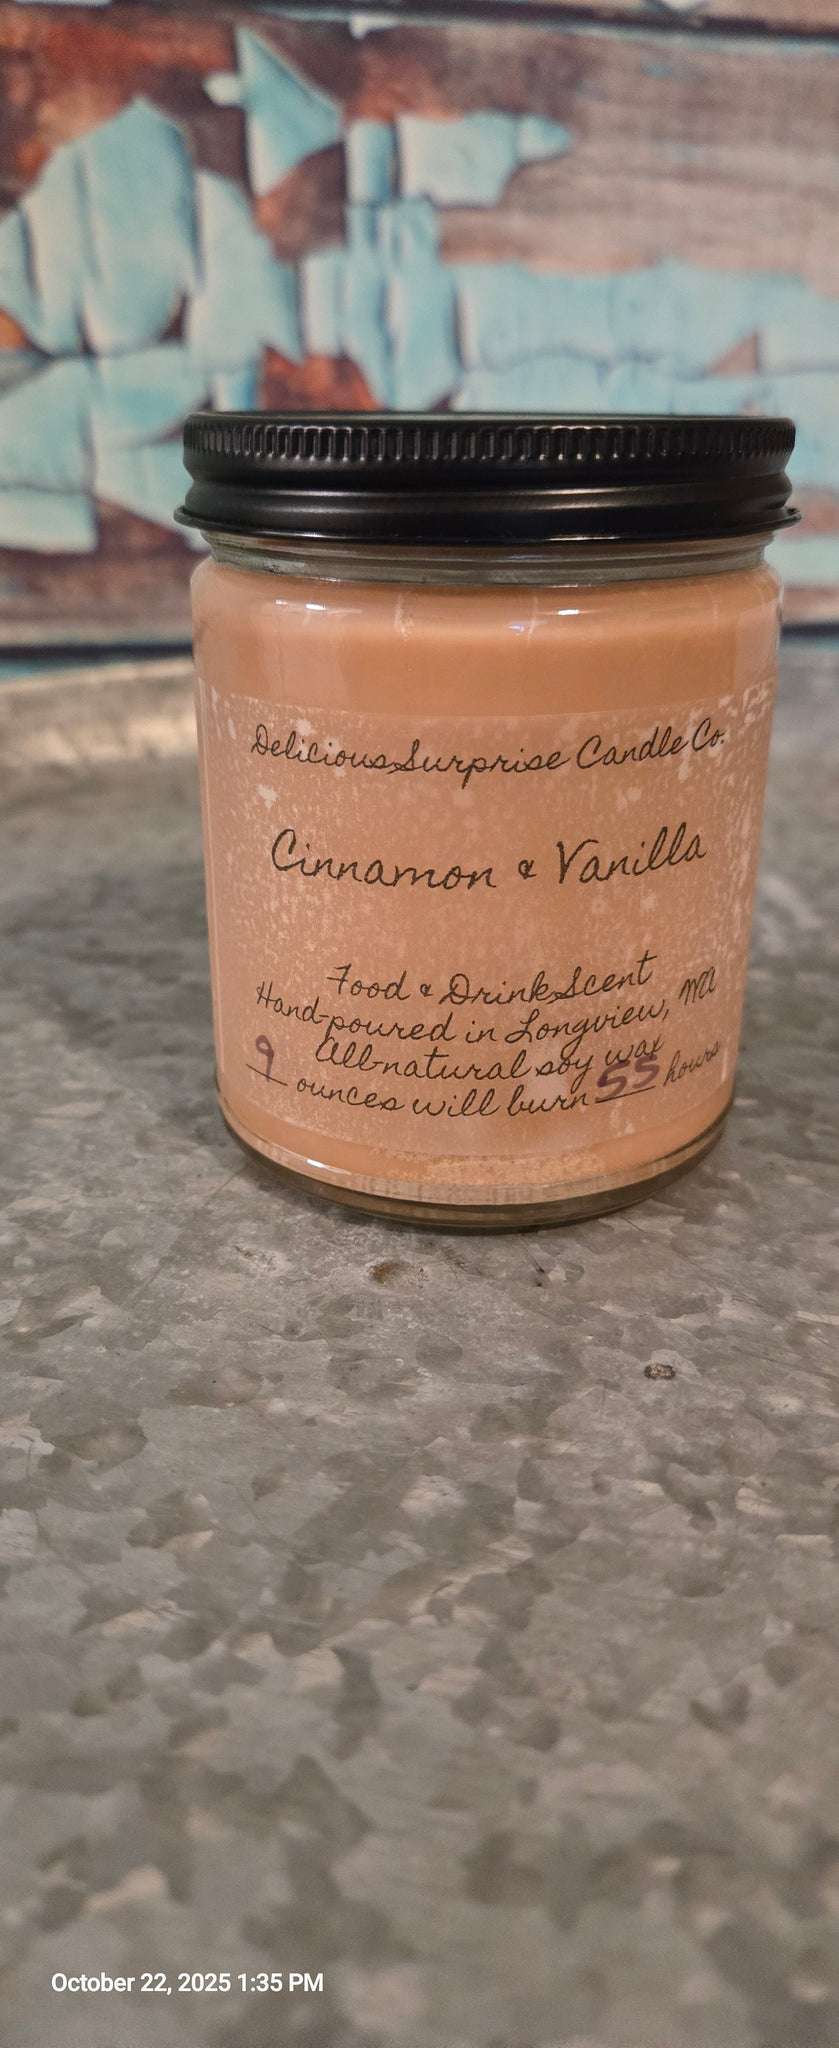 Delicious Surprise Candle Co.
Cinnamon & Vanilla
Food & Drink Scent
Hand-poured in Longview, WA
All-natural soy wax
9 ounces will burn 55 hours
October 22, 2025 1:35 PM